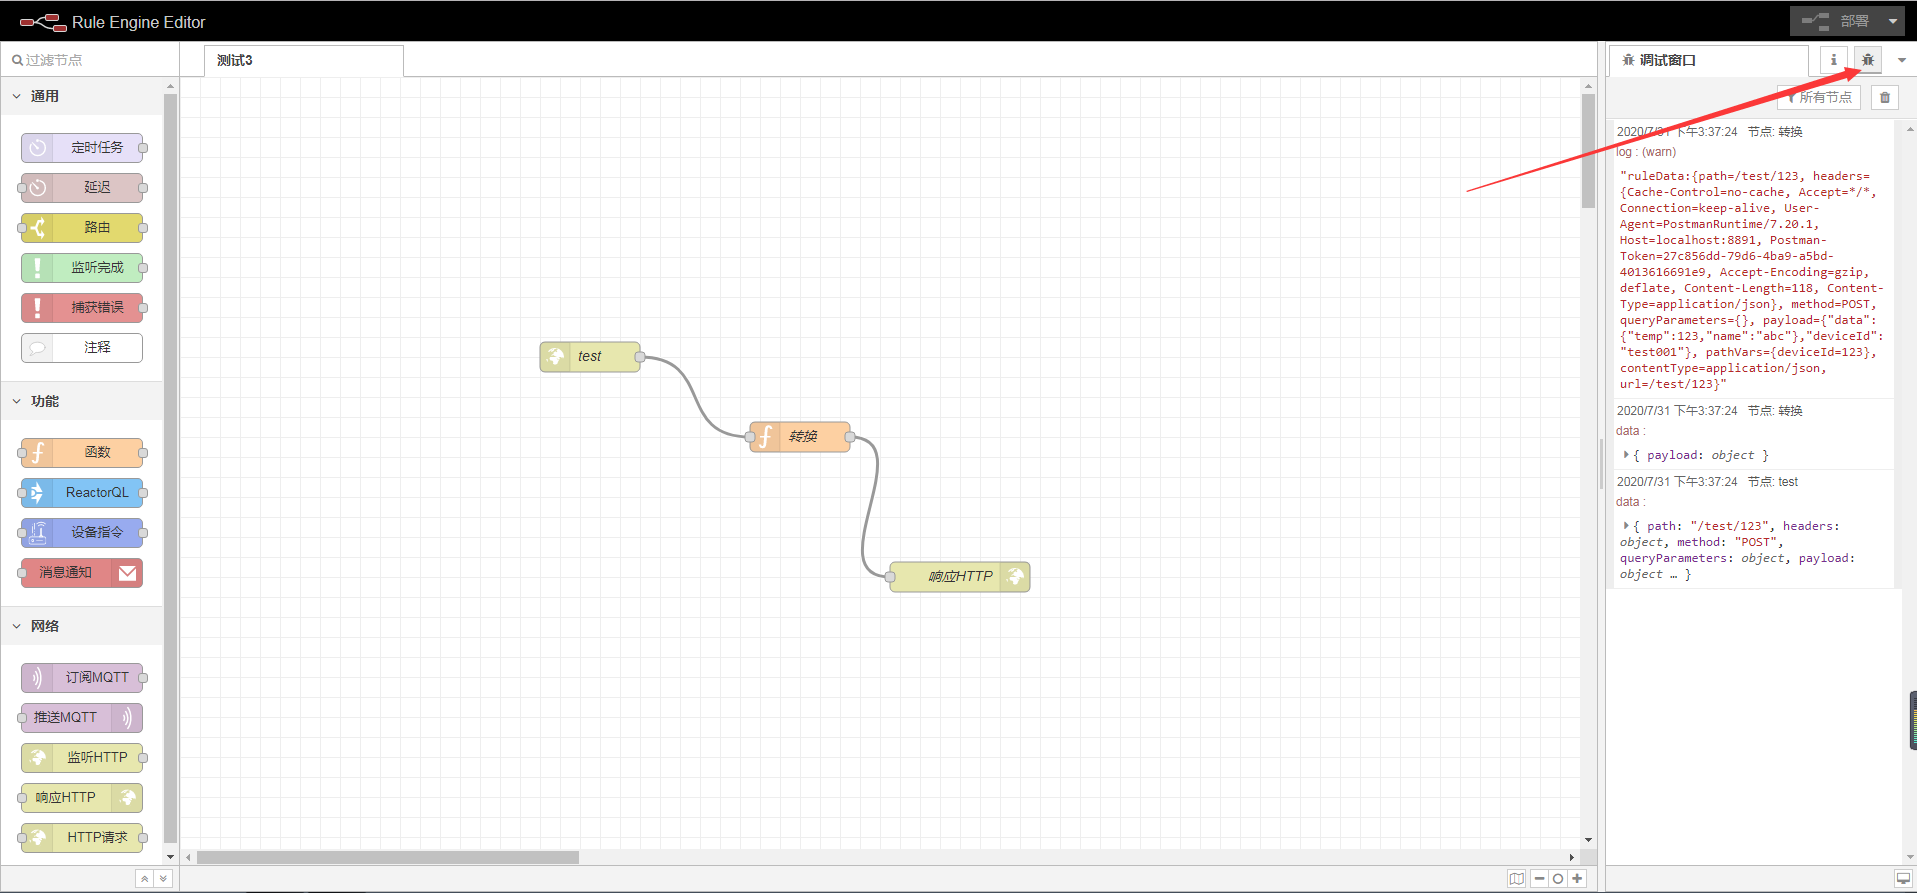 Rule Engine Editor
部署
过滤节点
测试3
调试窗口
所有节点
通用
定时任务
延迟
路由
监听完成
捕获错误
注释
功能
函数
ReactorQL
设备指令
消息通知
网络
订阅MQTT
推送MQTT
监听HTTP
响应HTTP
HTTP请求
test
转换
响应HTTP
2020/7/31 下午3:37:24 节点: 转换
log : (warn)
"ruleData:{path=/test/123, headers=
{Cache-Control=no-cache, Accept=*/*,
Connection=keep-alive, User-
Agent=PostmanRuntime/7.20.1,
Host=localhost:8891, Postman-
Token=27c856dd-79d6-4ba9-a5bd-
4013616691e9, Accept-Encoding=gzip,
deflate, Content-Length=118, Content-
Type=application/json}, method=POST,
queryParameters={}, payload={"data":
{"temp":123,"name":"abc"},"deviceId":
"test001"}, pathVars={deviceId=123},
contentType=application/json,
url=/test/123}"
2020/7/31 下午3:37:24 节点: 转换
data :
{ payload: object }
2020/7/31 下午3:37:24 节点: test
data :
{ path: "/test/123", headers:
object, method: "POST",
queryParameters: object, payload:
object … }